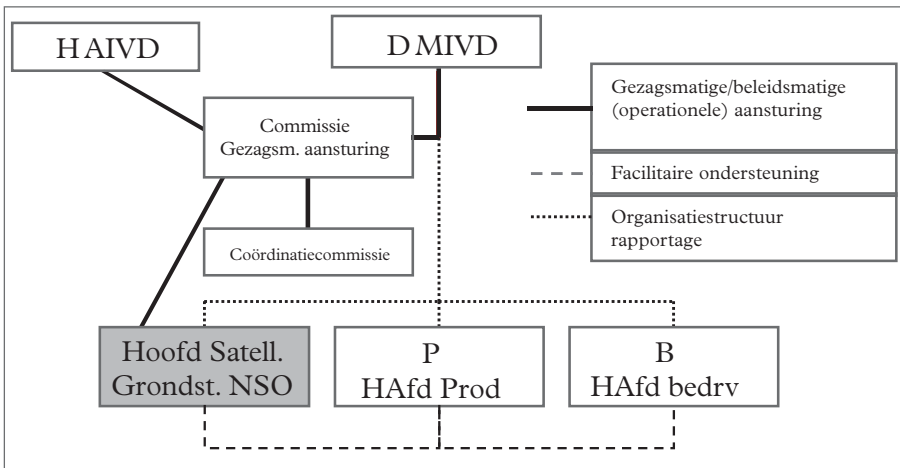 H AIVD
D MIVD
Commissie
Gezagsm. aansturing
Coördinatiecommissie
Gezagsmatige/beleidsmatige
(operationele) aansturing
Facilitaire ondersteuning
Organisatiestructuur
rapportage
Hoofd Satell.
Grondst. NSO
P
HAfd Prod
B
HAfd bedrv